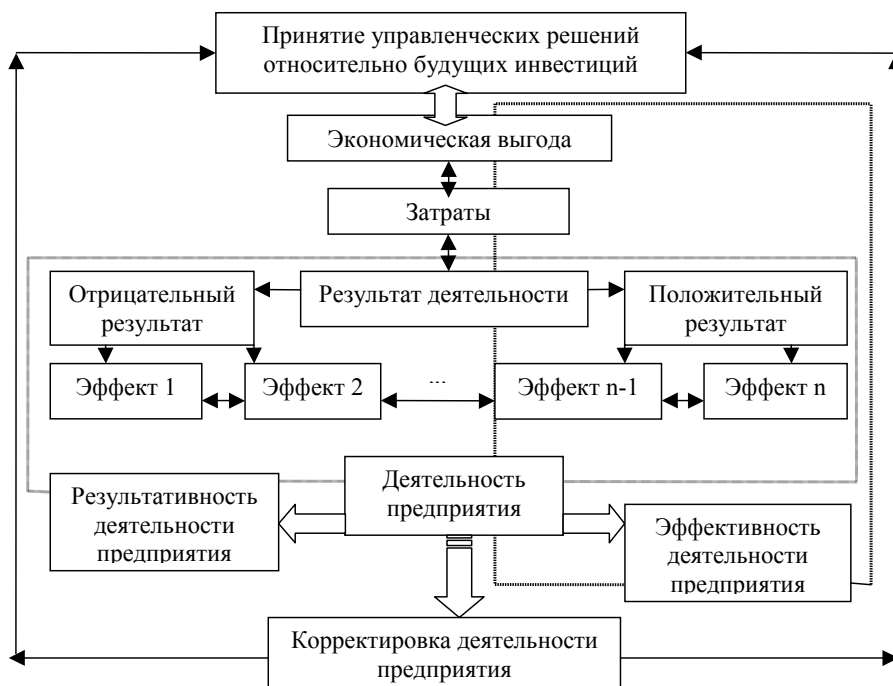 Принятие управленческих решений
относительно будущих инвестиций
Экономическая выгода
Затраты
Отрицательный
результат
Результат деятельности
Положительный
результат
Эффект 1
Эффект 2
...
Эффект n-1
Эффект n
Результативность
деятельности
предприятия
Деятельность
предприятия
Эффективность
деятельности
предприятия
Корректировка деятельности
предприятия